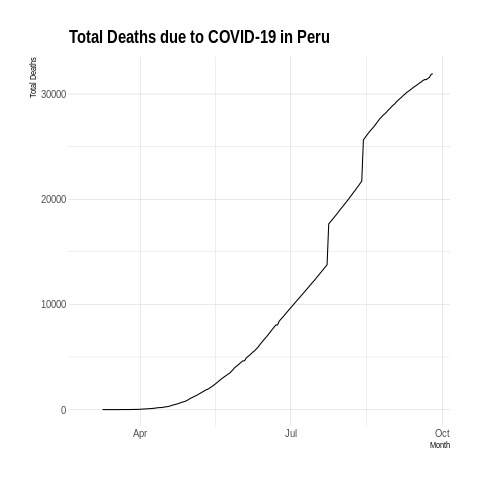 Total Deaths due to COVID-19 in Peru
Total Deaths
30000
20000
10000
0
Apr
Jul
Oct
Month